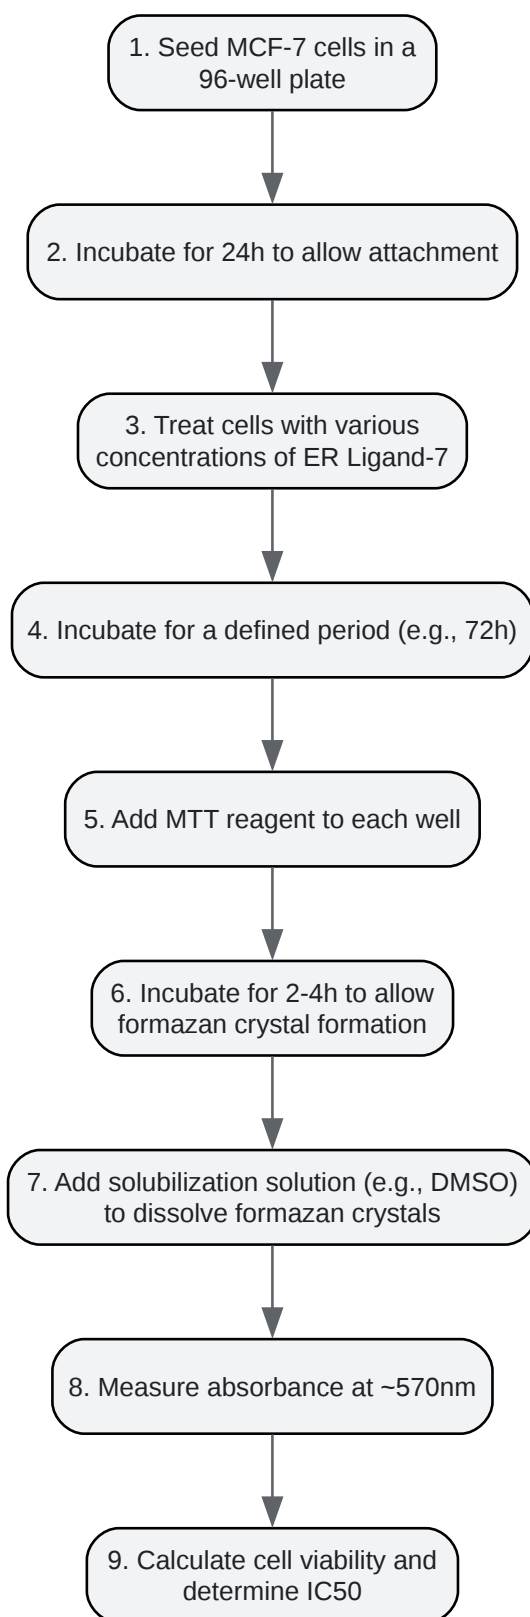 1. Seed MCF-7 cells in a
96-well plate
2. Incubate for 24h to allow attachment
3. Treat cells with various
concentrations of ER Ligand-7
4. Incubate for a defined period (e.g., 72h)
5. Add MTT reagent to each well
6. Incubate for 2-4h to allow
formazan crystal formation
7. Add solubilization solution (e.g., DMSO)
to dissolve formazan crystals
8. Measure absorbance at ~570nm
9. Calculate cell viability and
determine IC50